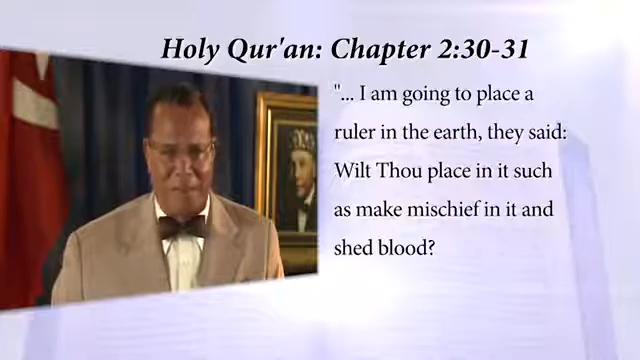 Holy Qur'an: Chapter 2:30-31
"... I am going to place a
ruler in the earth, they said:
Wilt Thou place in it such
as make mischief in it and
shed blood?